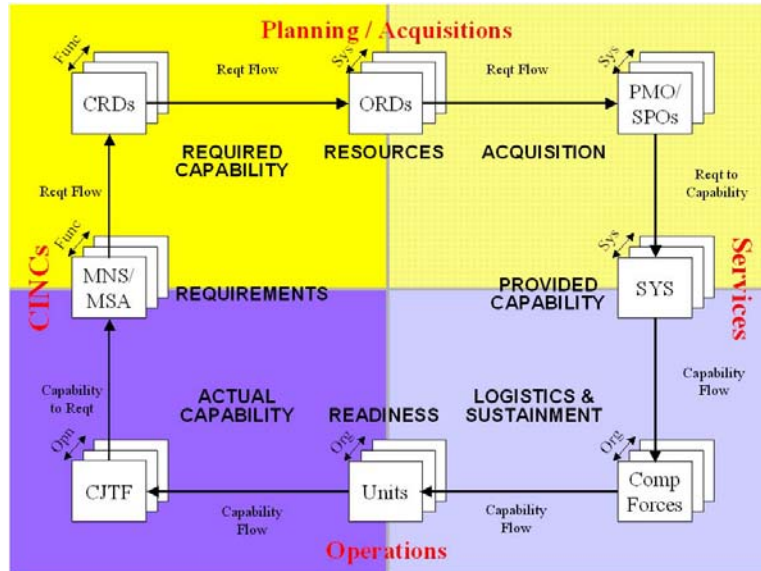 Planning / Acquisitions
Func
Sys
Sys
CRDs
Reqt Flow
ORDs
Reqt Flow
PMO/
SPOs
REQUIRED
CAPABILITY
RESOURCES
ACQUISITION
Reqt Flow
Reqt to
Capability
Func
Sys
CINCs
MNS/
MSA
REQUIREMENTS
PROVIDED
CAPABILITY
SYS
Services
Capability
to Reqt
ACTUAL
CAPABILITY
READINESS
LOGISTICS &
SUSTAINMENT
Capability
Flow
Opn
Org
Org
CJTF
Capability
Flow
Units
Capability
Flow
Comp
Forces
Operations